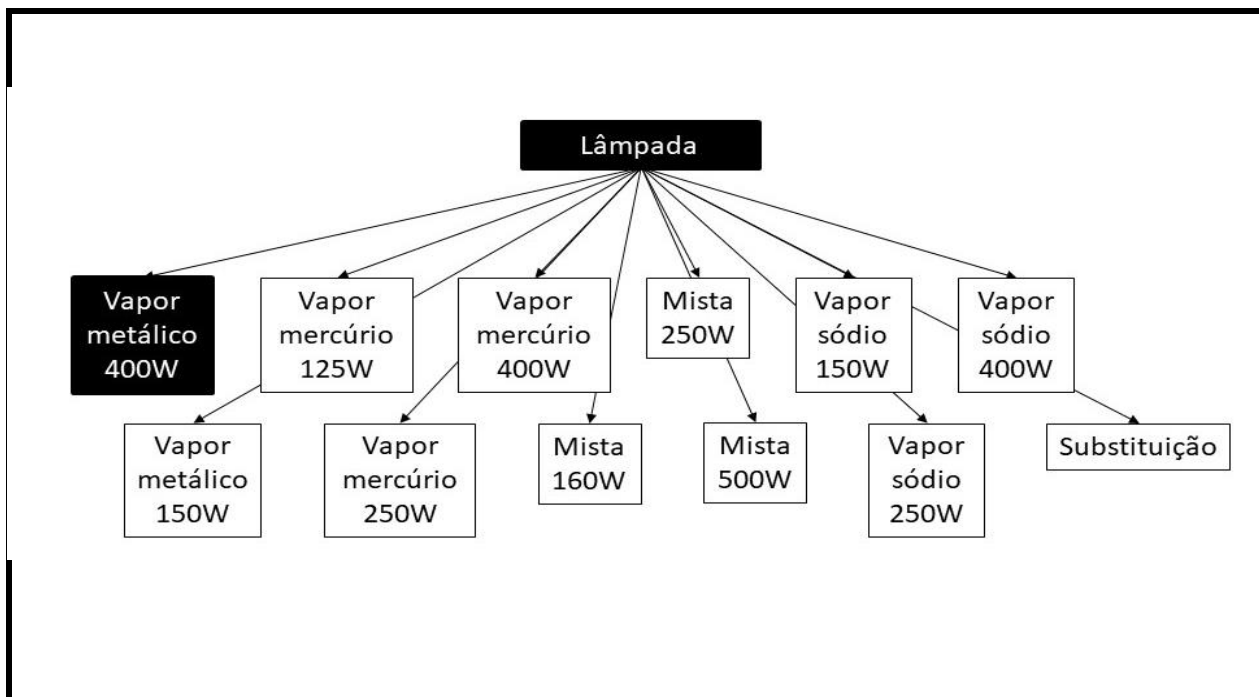 Lâmpada
Vapor
metálico
400W
Vapor
mercúrio
125W
Vapor
mercúrio
400W
Mista
250W
Vapor
sódio
150W
Vapor
sódio
400W
Vapor
metálico
150W
Vapor
mercúrio
250W
Mista
160W
Mista
500W
Vapor
sódio
250W
Substituição